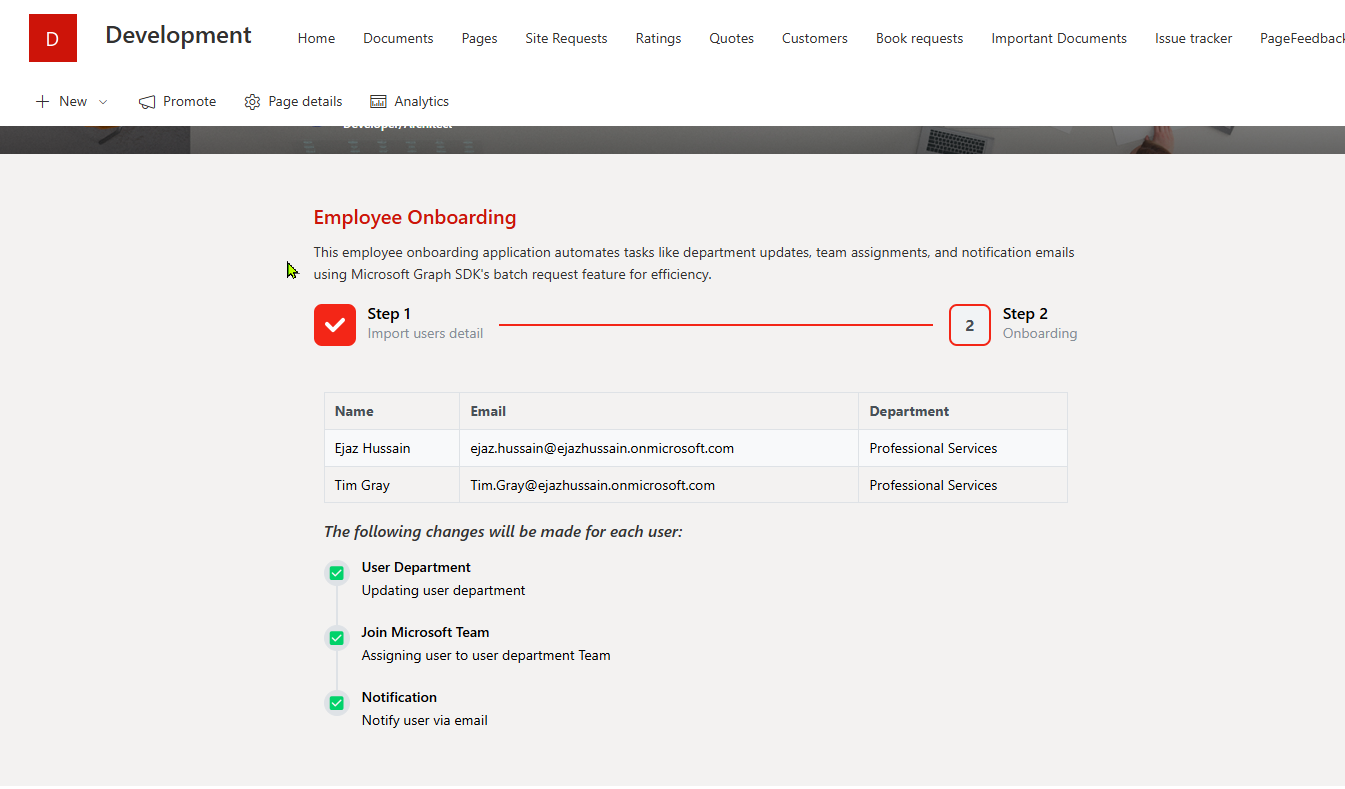 D
Development
Home Documents Pages Site Requests Ratings Quotes Customers Book requests Important Documents Issue tracker PageFeedback
New Promote Page details Analytics
Developer/Architect
Employee Onboarding
This employee onboarding application automates tasks like department updates, team assignments, and notification emails
using Microsoft Graph SDK's batch request feature for efficiency.
Step 1
Import users detail
2
Step 2
Onboarding
Name Email Department
Ejaz Hussain ejaz.hussain@ejazhussain.onmicrosoft.com Professional Services
Tim Gray Tim.Gray@ejazhussain.onmicrosoft.com Professional Services
The following changes will be made for each user:
User Department
Updating user department
Join Microsoft Team
Assigning user to user department Team
Notification
Notify user via email